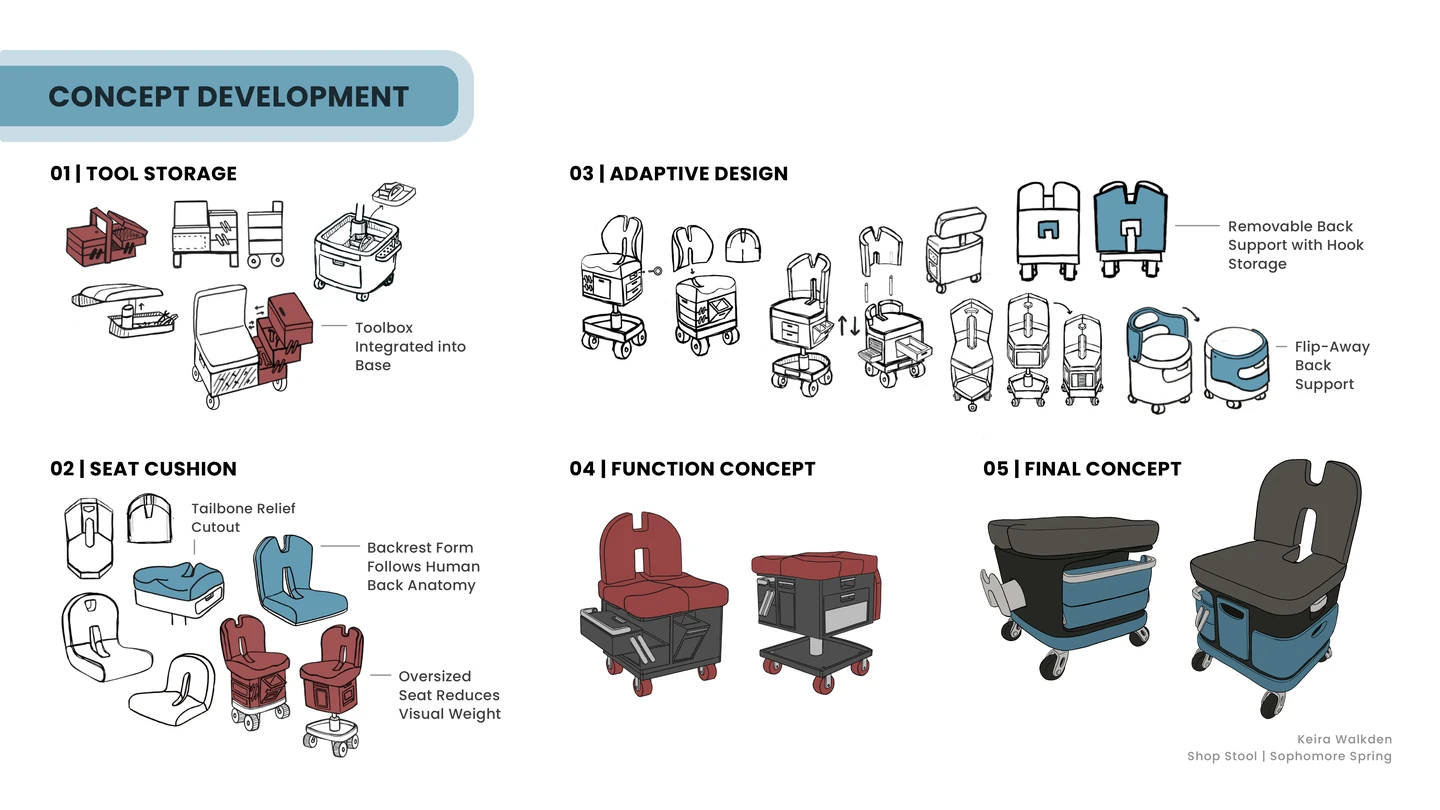 CONCEPT DEVELOPMENT
01 | TOOL STORAGE
Toolbox
Integrated into
Base
02 | SEAT CUSHION
Tailbone Relief
Cutout
Backrest Form
Follows Human
Back Anatomy
Oversized
Seat Reduces
Visual Weight
03 | ADAPTIVE DESIGN
Removable Back
Support with Hook
Storage
Flip-Away
Back
Support
04 | FUNCTION CONCEPT
05 | FINAL CONCEPT
Keira Walkden
Shop Stool | Sophomore Spring